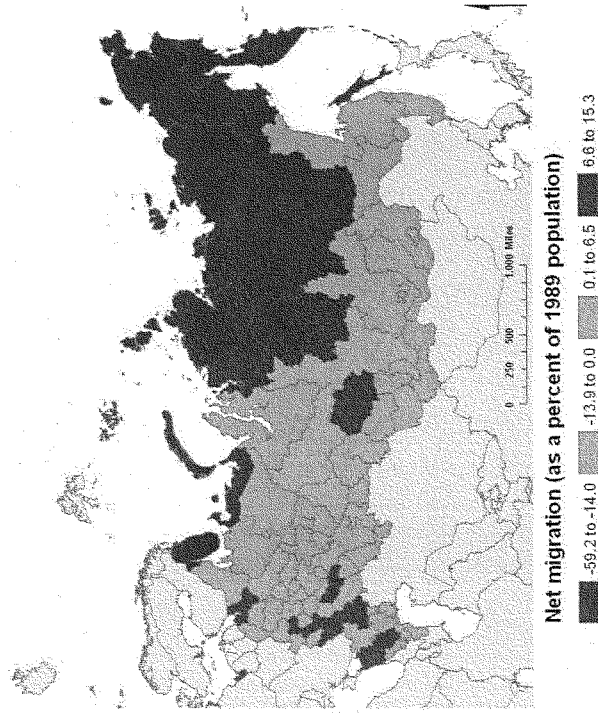 0 250 500 1,000 Miles
Net migration (as a percent of 1989 population)
-59.2 to -14.0 -13.9 to 0.0 0.1 to 6.5 6.6 to 15.3